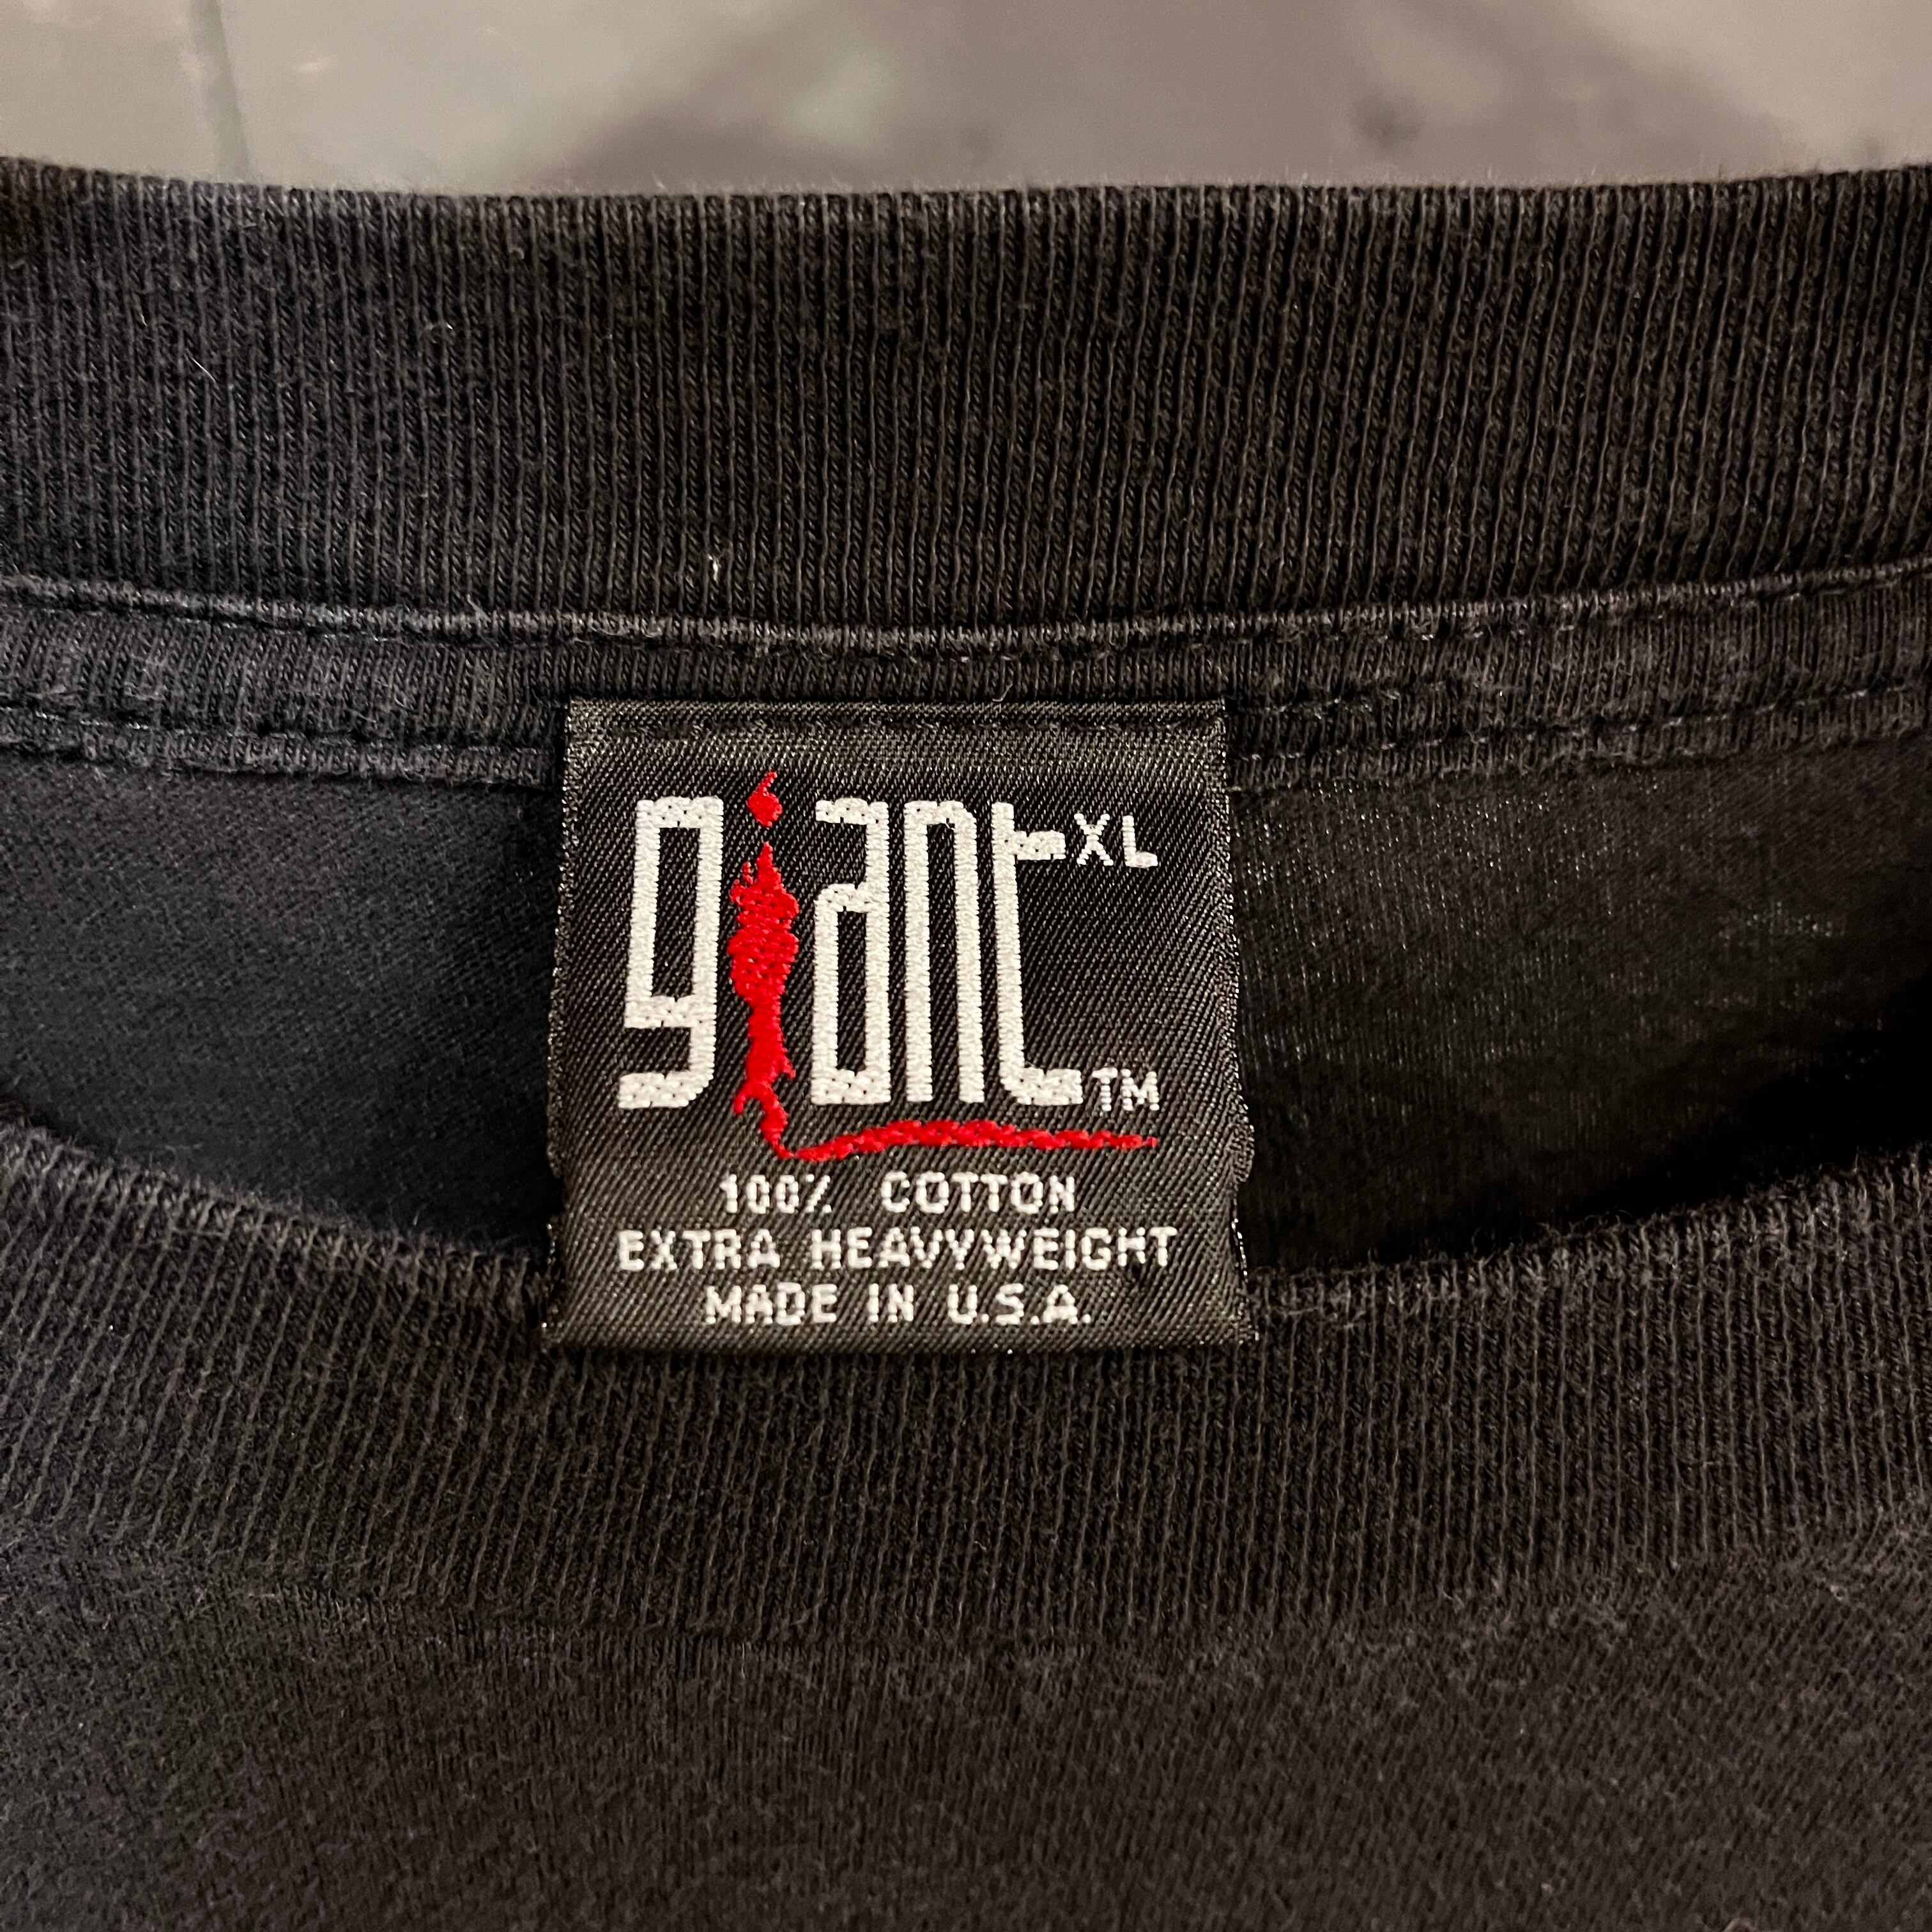 giant XL
TM
100% COTTON
EXTRA HEAVYWEIGHT
MADE IN U.S.A.